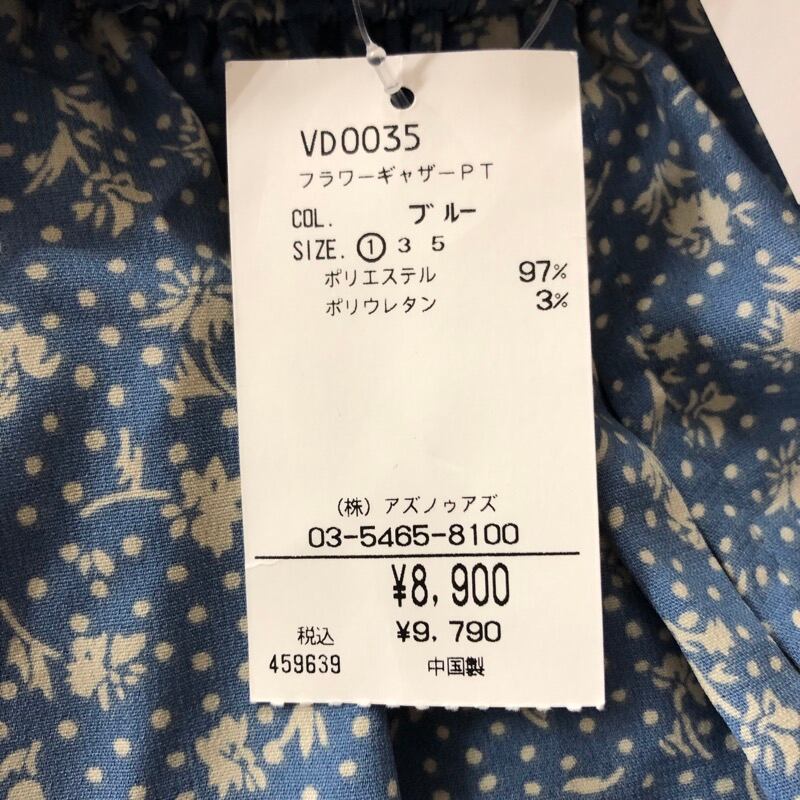 VD0035
フラワーギャザーPT
COL. ブルー
SIZE. ① 3 5
ポリエステル 97%
ポリウレタン 3%
(株) アズノゥアズ
03-5465-8100
¥8,900
税込 ¥9,790
459639 中国製